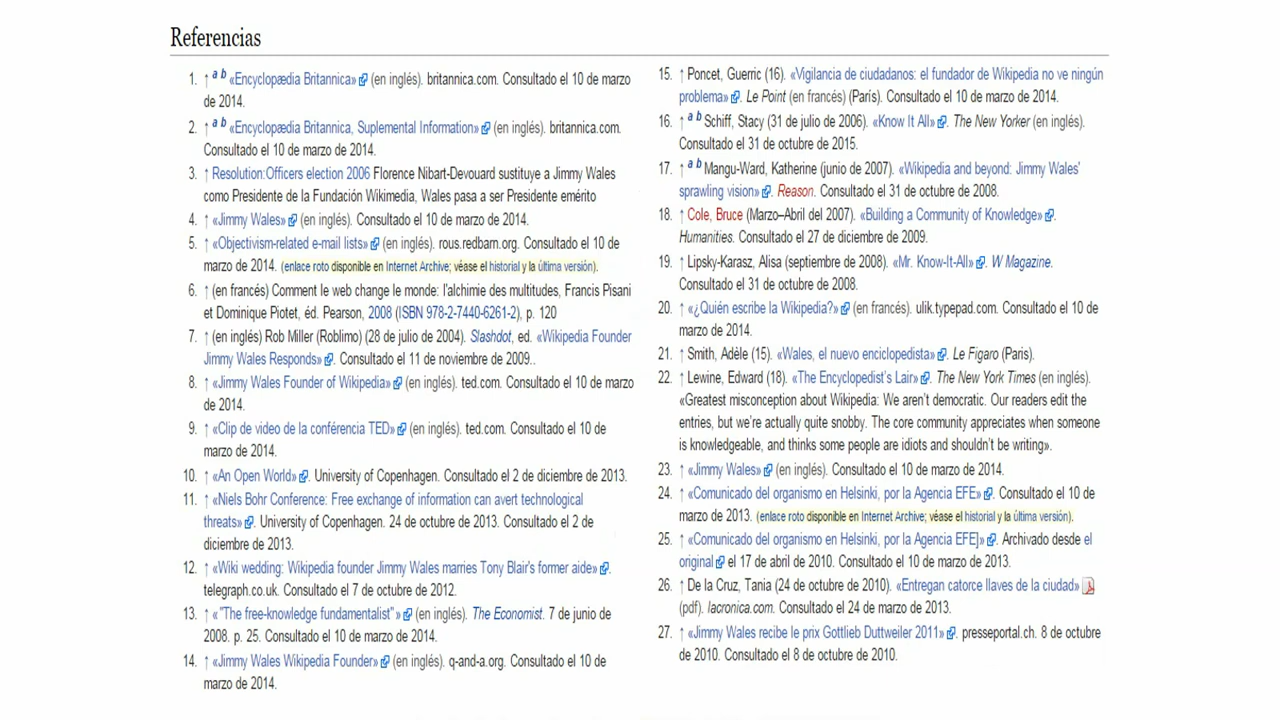 Referencias
1. ↑ a b «Encyclopædia Britannica» (en inglés). britannica.com. Consultado el 10 de marzo
de 2014.
2. ↑ a b «Encyclopædia Britannica, Suplemental Information» (en inglés). britannica.com.
Consultado el 10 de marzo de 2014.
3. ↑ Resolution:Officers election 2006 Florence Nibart-Devouard sustituye a Jimmy Wales
como Presidente de la Fundación Wikimedia, Wales pasa a ser Presidente emérito
4. ↑ «Jimmy Wales» (en inglés). Consultado el 10 de marzo de 2014.
5. ↑ «Objectivism-related e-mail lists» (en inglés). rous.redbarn.org. Consultado el 10 de
marzo de 2014. (enlace roto disponible en Internet Archive; véase el historial y la última versión).
6. ↑ (en francés) Comment le web change le monde: l'alchimie des multitudes, Francis Pisani
et Dominique Piotet, éd. Pearson, 2008 (ISBN 978-2-7440-6261-2), p. 120
7. ↑ (en inglés) Rob Miller (Roblimo) (28 de julio de 2004). Slashdot, ed. «Wikipedia Founder
Jimmy Wales Responds». Consultado el 11 de noviembre de 2009..
8. ↑ «Jimmy Wales Founder of Wikipedia» (en inglés). ted.com. Consultado el 10 de marzo
de 2014.
9. ↑ «Clip de video de la conférencia TED» (en inglés). ted.com. Consultado el 10 de
marzo de 2014.
10. ↑ «An Open World». University of Copenhagen. Consultado el 2 de diciembre de 2013.
11. ↑ «Niels Bohr Conference: Free exchange of information can avert technological
threats». University of Copenhagen. 24 de octubre de 2013. Consultado el 2 de
diciembre de 2013.
12. ↑ «Wiki wedding: Wikipedia founder Jimmy Wales marries Tony Blair's former aide».
telegraph.co.uk. Consultado el 7 de octubre de 2012.
13. ↑ «"The free-knowledge fundamentalist"» (en inglés). The Economist. 7 de junio de
2008. p. 25. Consultado el 10 de marzo de 2014.
14. ↑ «Jimmy Wales Wikipedia Founder» (en inglés). q-and-a.org. Consultado el 10 de
marzo de 2014.
15. ↑ Poncet, Guerric (16). «Vigilancia de ciudadanos: el fundador de Wikipedia no ve ningún
problema». Le Point (en francés) (París). Consultado el 10 de marzo de 2014.
16. ↑ a b Schiff, Stacy (31 de julio de 2006). «Know It All». The New Yorker (en inglés).
Consultado el 31 de octubre de 2015.
17. ↑ a b Mangu-Ward, Katherine (junio de 2007). «Wikipedia and beyond: Jimmy Wales'
sprawling vision». Reason. Consultado el 31 de octubre de 2008.
18. ↑ Cole, Bruce (Marzo–Abril del 2007). «Building a Community of Knowledge».
Humanities. Consultado el 27 de diciembre de 2009.
19. ↑ Lipsky-Karasz, Alisa (septiembre de 2008). «Mr. Know-It-All». W Magazine.
Consultado el 31 de octubre de 2008.
20. ↑ «¿Quién escribe la Wikipedia?» (en francés). ulik.typepad.com. Consultado el 10 de
marzo de 2014.
21. ↑ Smith, Adèle (15). «Wales, el nuevo enciclopedista». Le Figaro (Paris).
22. ↑ Lewine, Edward (18). «The Encyclopedist's Lair». The New York Times (en inglés).
«Greatest misconception about Wikipedia: We aren't democratic. Our readers edit the
entries, but we're actually quite snobby. The core community appreciates when someone
is knowledgeable, and thinks some people are idiots and shouldn't be writing».
23. ↑ «Jimmy Wales» (en inglés). Consultado el 10 de marzo de 2014.
24. ↑ «Comunicado del organismo en Helsinki, por la Agencia EFE». Consultado el 10 de
marzo de 2013. (enlace roto disponible en Internet Archive; véase el historial y la última versión).
25. ↑ «Comunicado del organismo en Helsinki, por la Agencia EFE]». Archivado desde el
original el 17 de abril de 2010. Consultado el 10 de marzo de 2013.
26. ↑ De la Cruz, Tania (24 de octubre de 2010). «Entregan catorce llaves de la ciudad»
(pdf). lacronica.com. Consultado el 24 de marzo de 2013.
27. ↑ «Jimmy Wales recibe le prix Gottlieb Duttweiler 2011». presseportal.ch. 8 de octubre
de 2010. Consultado el 8 de octubre de 2010.